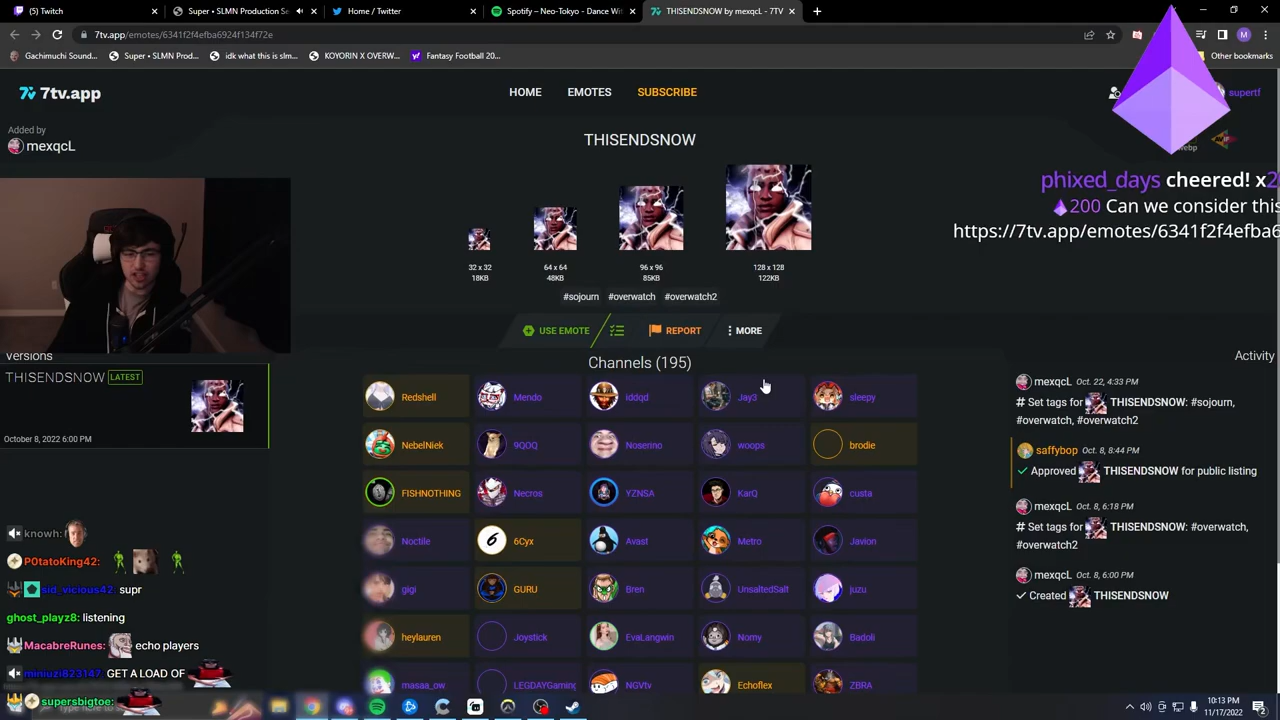 Twitch
Super • SLMN Production Se
Home / Twitter
Spotify – Neo-Tokyo - Dance Wit
THISENDSNOW by mexqcL - 7TV
7tv.app/emotes/6341f2f4efba6924f134f72e
Gachimuchi Sound...
Super • SLMN Prod...
idk what this is slm...
KOYORIN X OVERW...
Fantasy Football 20...
Other bookmarks
7tv.app
HOME
EMOTES
SUBSCRIBE
supertf
Added by
mexqcL
THISENDSNOW
webp
phixed_days cheered! x2
200 Can we consider this
https://7tv.app/emotes/6341f2f4efba6
32 x 32
18KB
64 x 64
48KB
96 x 96
85KB
128 x 128
122KB
#sojourn #overwatch #overwatch2
USE EMOTE
REPORT
MORE
Versions
THISENDSNOW LATEST
October 8, 2022 6:00 PM
Channels (195)
Redshell
Mendo
iddqd
Jay3
sleepy
NebelNiek
9QOQ
Noserino
woops
brodie
FISHNOTHING
Necros
YZNSA
KarQ
custa
Noctile
6Cyx
Avast
Metro
Javion
gigi
GURU
Bren
UnsaltedSalt
juzu
heylauren
Joystick
EvaLangwin
Nomy
Badoli
masaa_ow
LEGDAYGaming
NGVtv
Echoflex
ZBRA
Activity
mexqcL Oct. 22, 4:33 PM
# Set tags for THISENDSNOW: #sojourn,
#overwatch, #overwatch2
saffybop Oct. 8, 8:44 PM
Approved THISENDSNOW for public listing
mexqcL Oct. 8, 6:18 PM
# Set tags for THISENDSNOW: #overwatch,
#overwatch2
mexqcL Oct. 8, 6:00 PM
Created THISENDSNOW
knowh:
P0tatoKing42:
sid_vicious42: supr
ghost_playz8: listening
MacabreRunes: echo players
miniuzi823147: GET A LOAD OF
supersbigtoe:
10:13 PM
11/17/2022